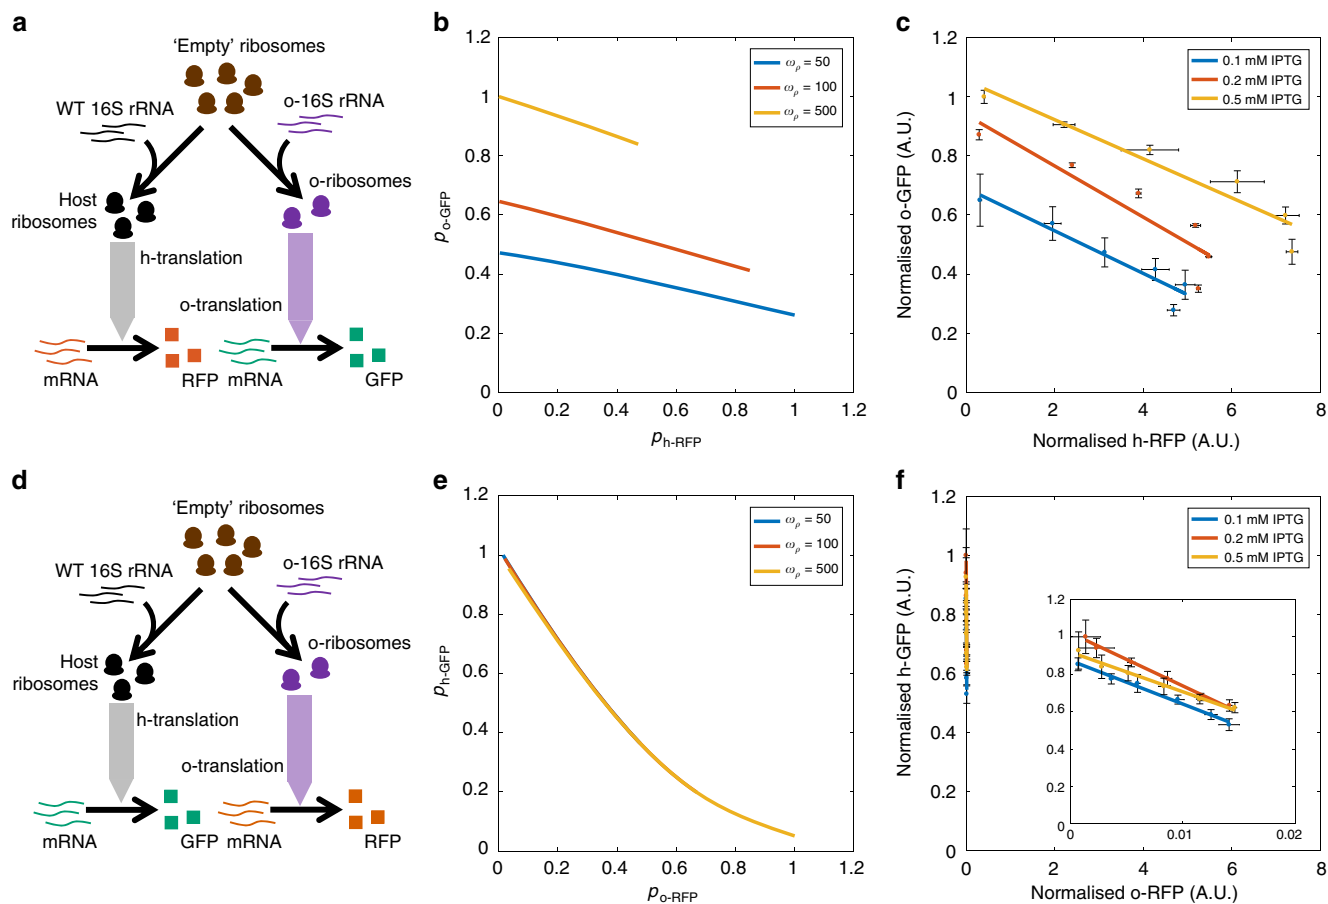 a
'Empty' ribosomes
WT 16S rRNA
o-16S rRNA
Host
ribosomes
o-ribosomes
h-translation
o-translation
mRNA
RFP
mRNA
GFP
b
1.2
1
0.8
0.6
0.4
0.2
0
0
0.2
0.4
0.6
0.8
1
1.2
p o-GFP
p h-RFP
ωρ = 50
ωρ = 100
ωρ = 500
c
1.2
1
0.8
0.6
0.4
0.2
0
0
2
4
6
8
Normalised o-GFP (A.U.)
Normalised h-RFP (A.U.)
0.1 mM IPTG
0.2 mM IPTG
0.5 mM IPTG
d
'Empty' ribosomes
WT 16S rRNA
o-16S rRNA
Host
ribosomes
o-ribosomes
h-translation
o-translation
mRNA
GFP
mRNA
RFP
e
1.2
1
0.8
0.6
0.4
0.2
0
0
0.2
0.4
0.6
0.8
1
1.2
p h-GFP
p o-RFP
ωρ = 50
ωρ = 100
ωρ = 500
f
1.2
1
0.8
0.6
0.4
0.2
0
0
2
4
6
8
Normalised h-GFP (A.U.)
Normalised o-RFP (A.U.)
0.1 mM IPTG
0.2 mM IPTG
0.5 mM IPTG
1.2
1
0.8
0.6
0.4
0.2
0
0
0.01
0.02